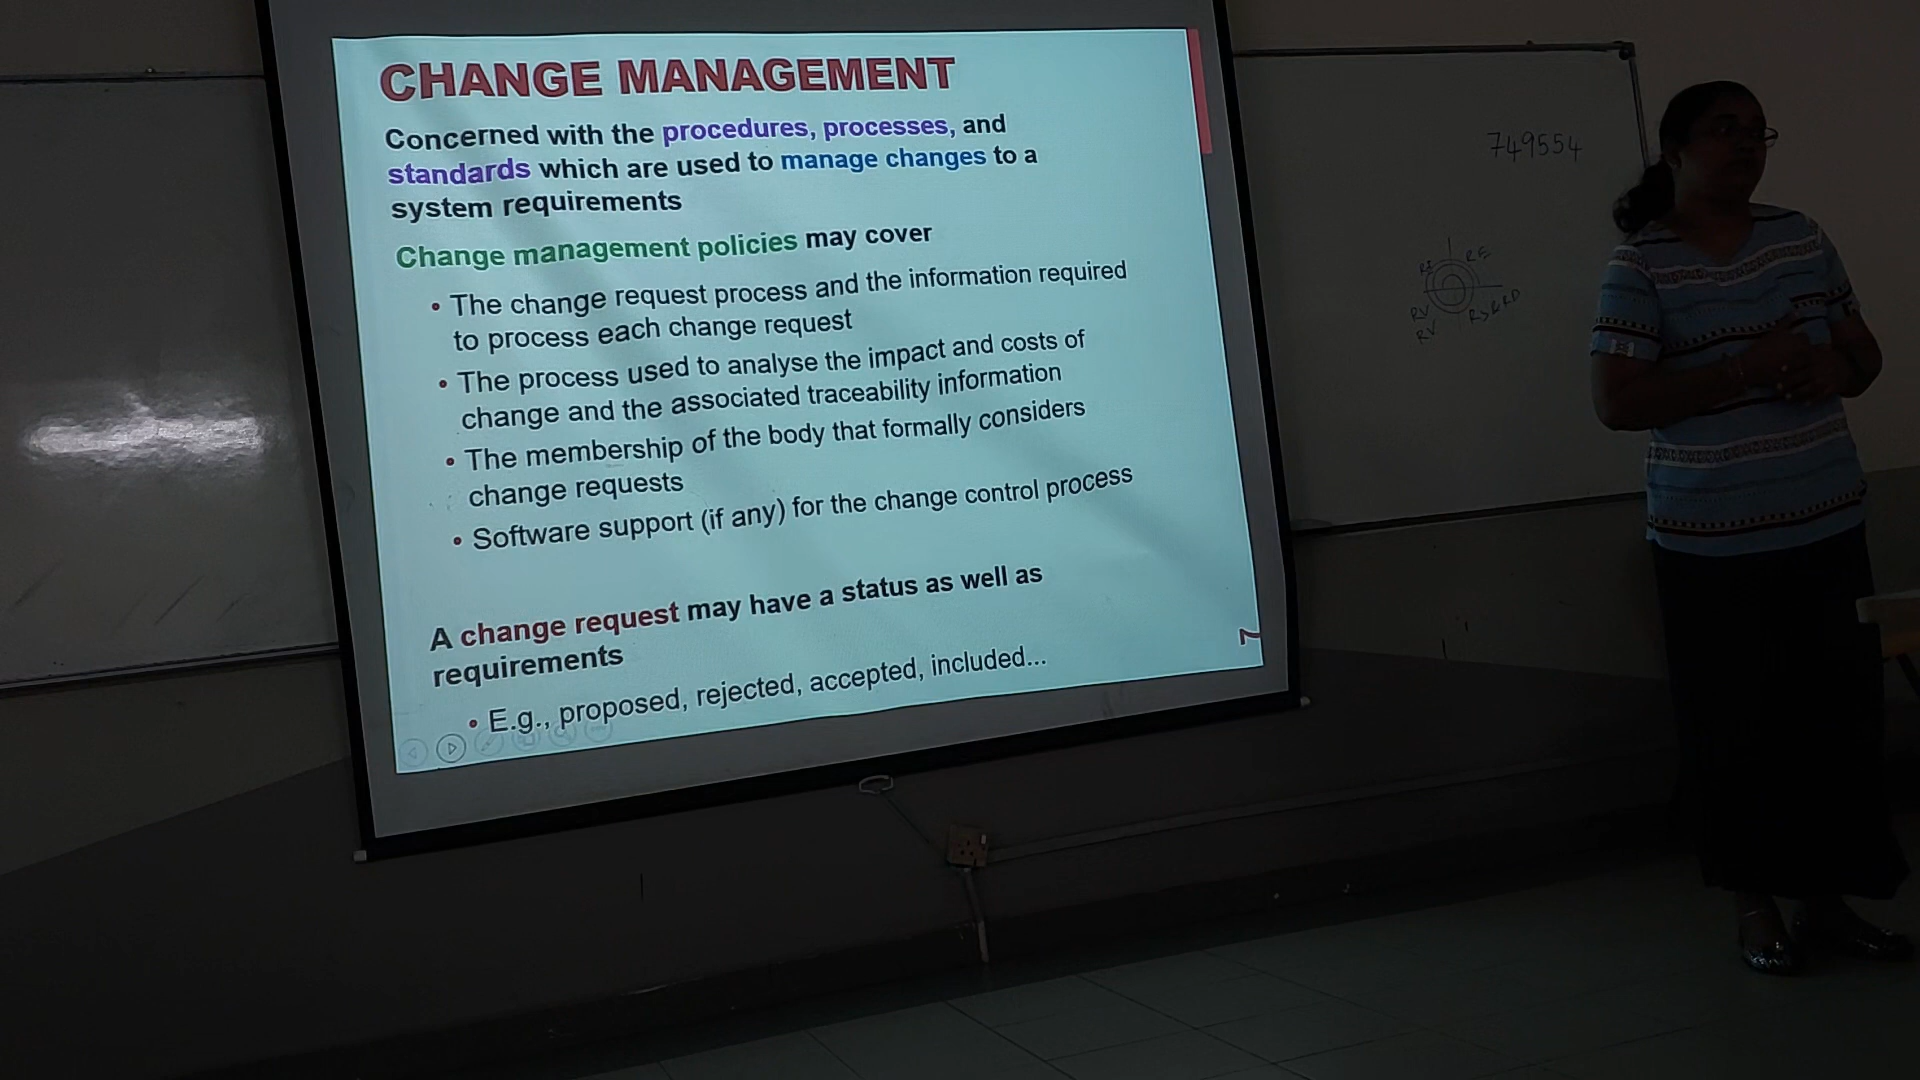 CHANGE MANAGEMENT
Concerned with the procedures, processes, and
standards which are used to manage changes to a
system requirements
Change management policies may cover
• The change request process and the information required
to process each change request
• The process used to analyse the impact and costs of
change and the associated traceability information
• The membership of the body that formally considers
change requests
• Software support (if any) for the change control process
A change request may have a status as well as
requirements
• E.g., proposed, rejected, accepted, included...
7
749554
RE
RV
RV